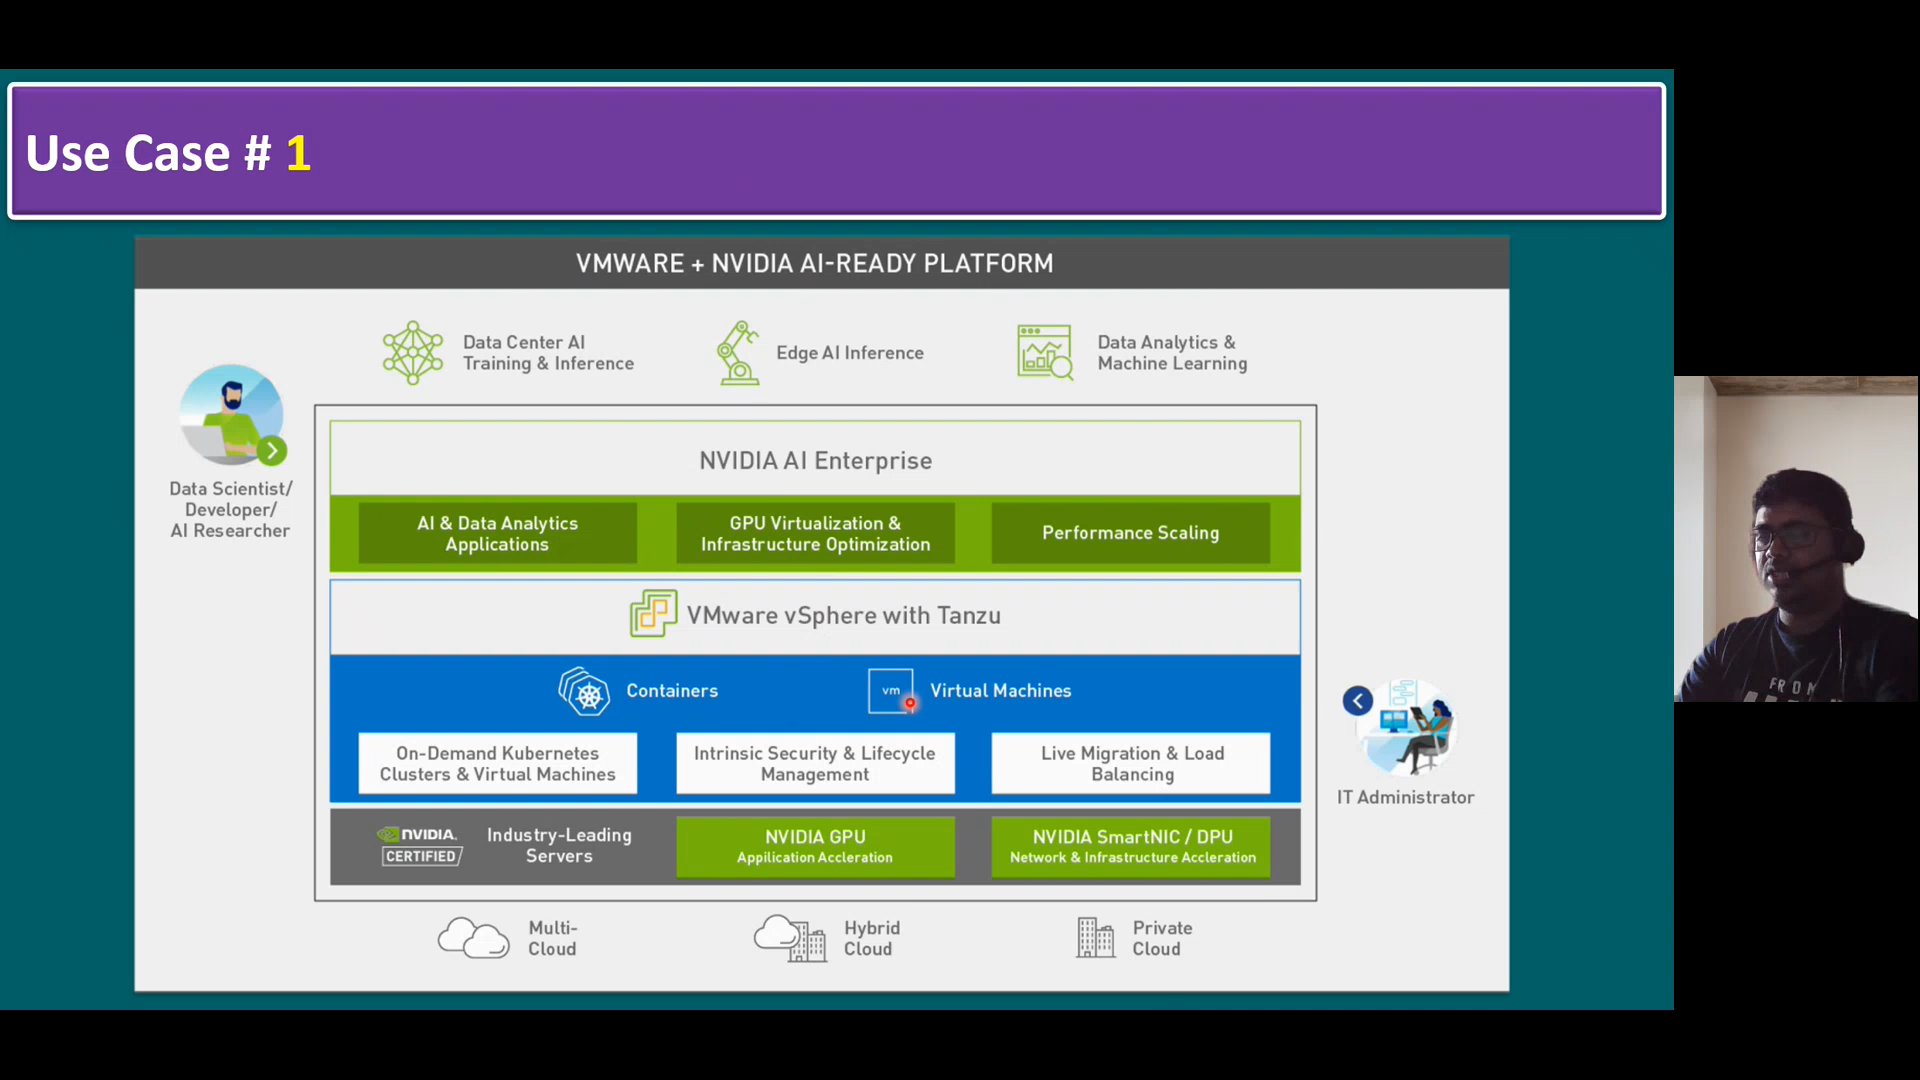 Use Case # 1
VMWARE + NVIDIA AI-READY PLATFORM
Data Center AI
Training & Inference
Edge AI Inference
Data Analytics &
Machine Learning
Data Scientist/
Developer/
AI Researcher
NVIDIA AI Enterprise
AI & Data Analytics
Applications
GPU Virtualization &
Infrastructure Optimization
Performance Scaling
VMware vSphere with Tanzu
Containers
vm
Virtual Machines
On-Demand Kubernetes
Clusters & Virtual Machines
Intrinsic Security & Lifecycle
Management
Live Migration & Load
Balancing
IT Administrator
NVIDIA.
CERTIFIED
Industry-Leading
Servers
NVIDIA GPU
Appilication Accleration
NVIDIA SmartNIC / DPU
Network & Infrastructure Accleration
Multi-
Cloud
Hybrid
Cloud
Private
Cloud
FROM